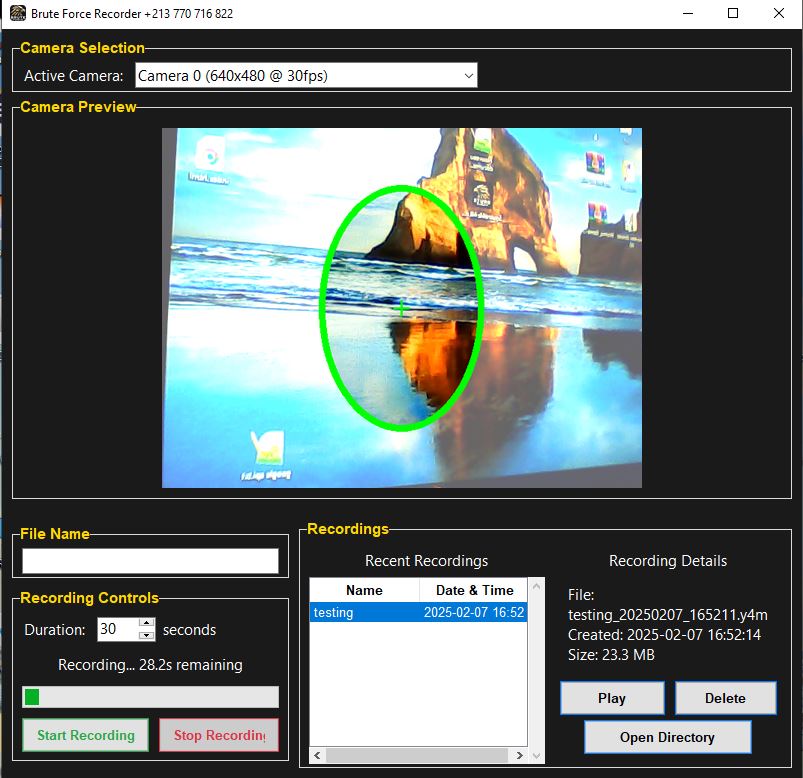 Brute Force Recorder +213 770 716 822
Camera Selection
Active Camera: Camera 0 (640x480 @ 30fps)
Camera Preview
File Name
Recording Controls
Duration: 30 seconds
Recording... 28.2s remaining
Start Recording Stop Recording
Recordings
Recent Recordings
Name Date & Time
testing 2025-02-07 16:52
Recording Details
File:
testing_20250207_165211.y4m
Created: 2025-02-07 16:52:14
Size: 23.3 MB
Play Delete
Open Directory